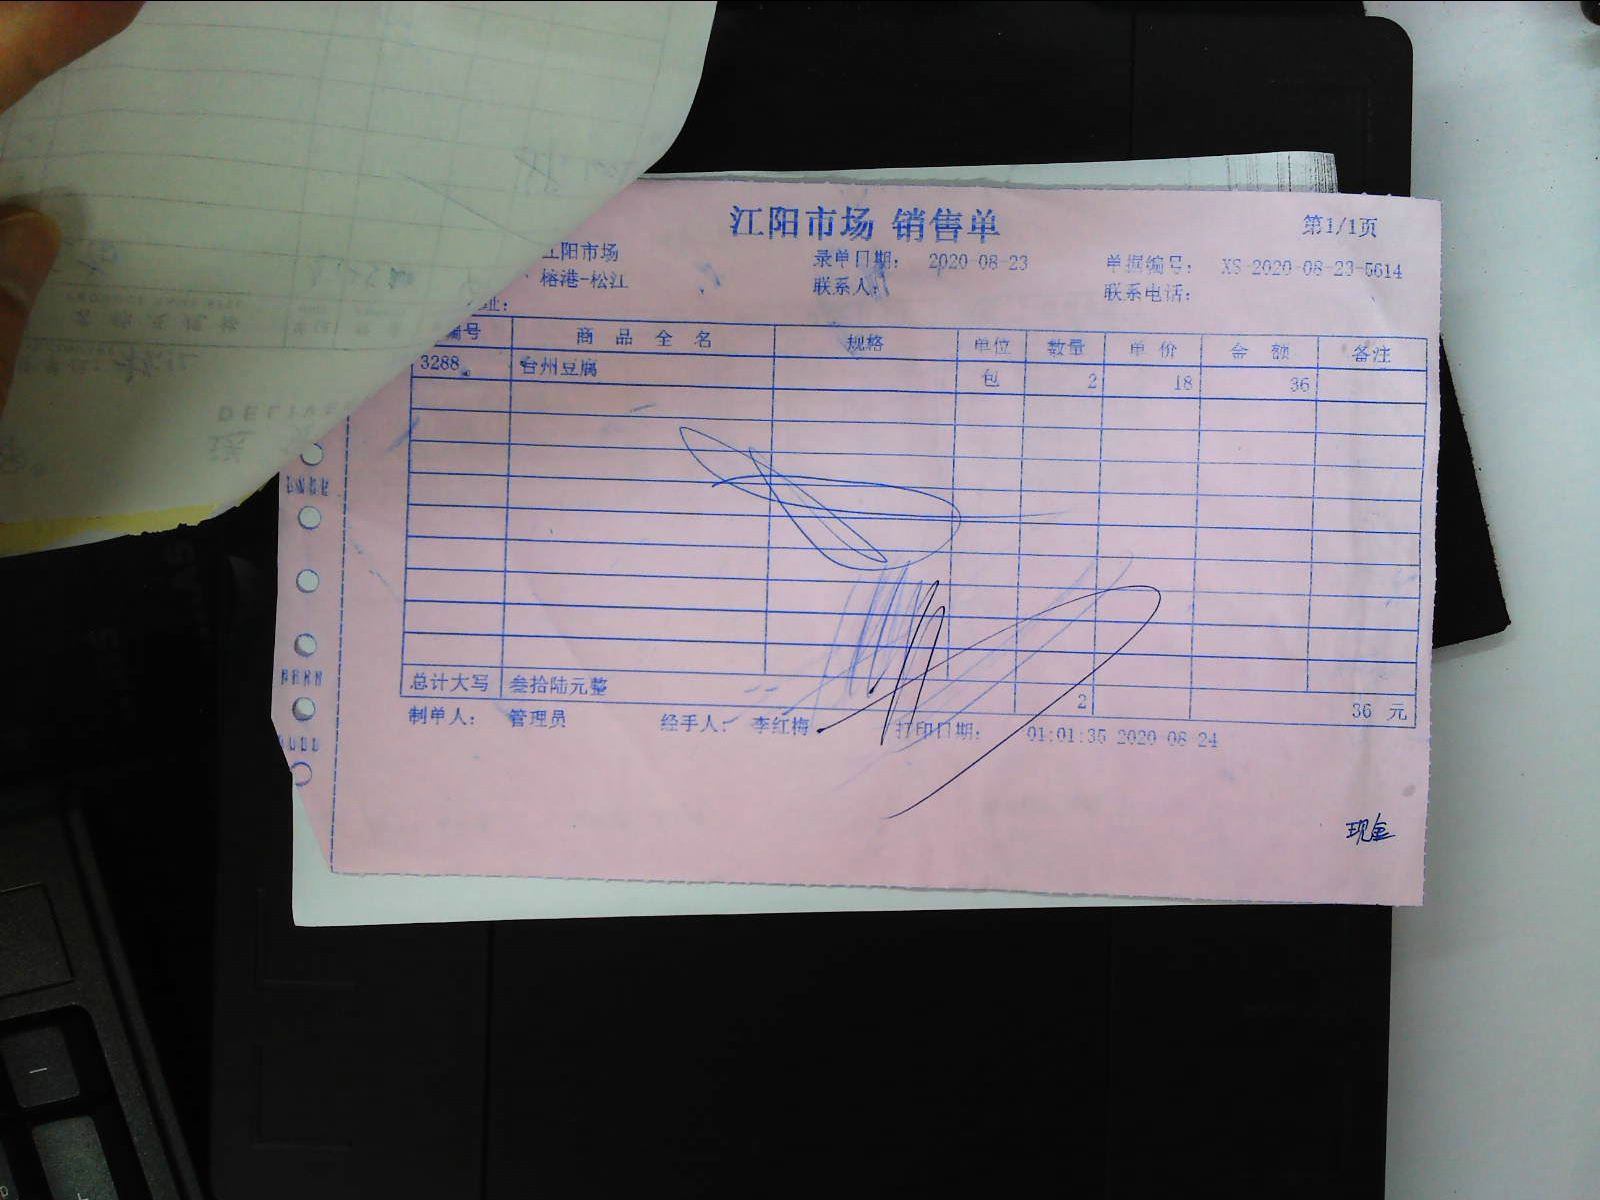 江阳市场 销售单
第1/1页
江阳市场 录单日期: 2020-08-23 单据编号: XS-2020-08-23-5614
榕港-松江 联系人: 联系电话:
址:
编号 商品全名 规格 单位 数量 单价 金额 备注
3288 台州豆腐 包 2 18 36
总计大写 叁拾陆元整 2 36 元
制单人: 管理员 经手人: 李红梅 打印日期: 01:01:35 2020-08-24
现金